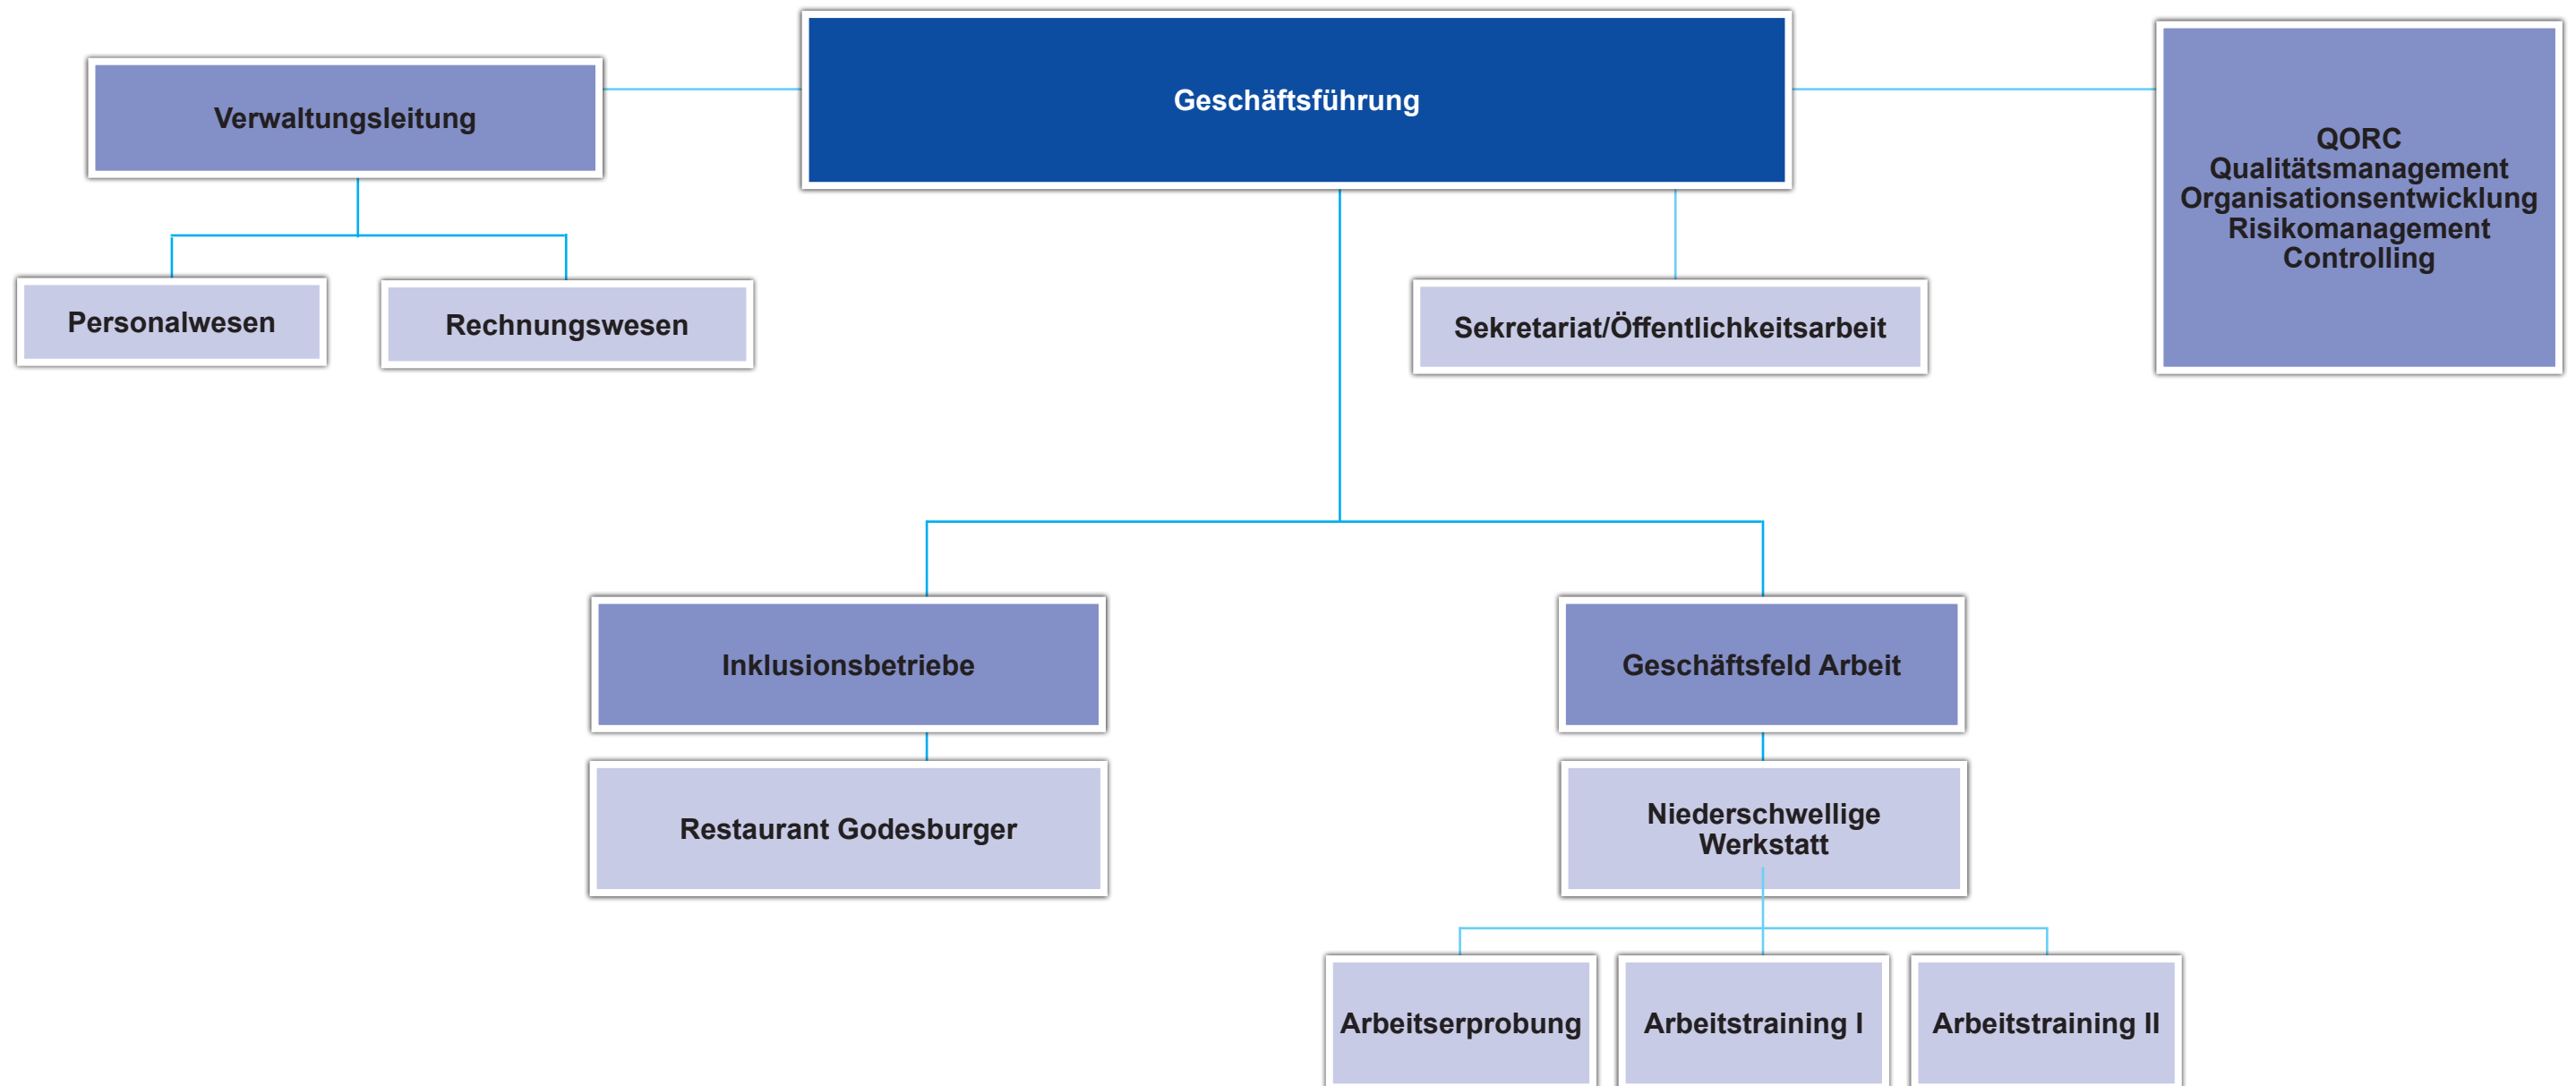 Geschäftsführung
Verwaltungsleitung
QORC
Qualitätsmanagement
Organisationsentwicklung
Risikomanagement
Controlling
Personalwesen
Rechnungswesen
Sekretariat/Öffentlichkeitsarbeit
Inklusionsbetriebe
Geschäftsfeld Arbeit
Restaurant Godesburger
Niederschwellige
Werkstatt
Arbeitserprobung
Arbeitstraining I
Arbeitstraining II